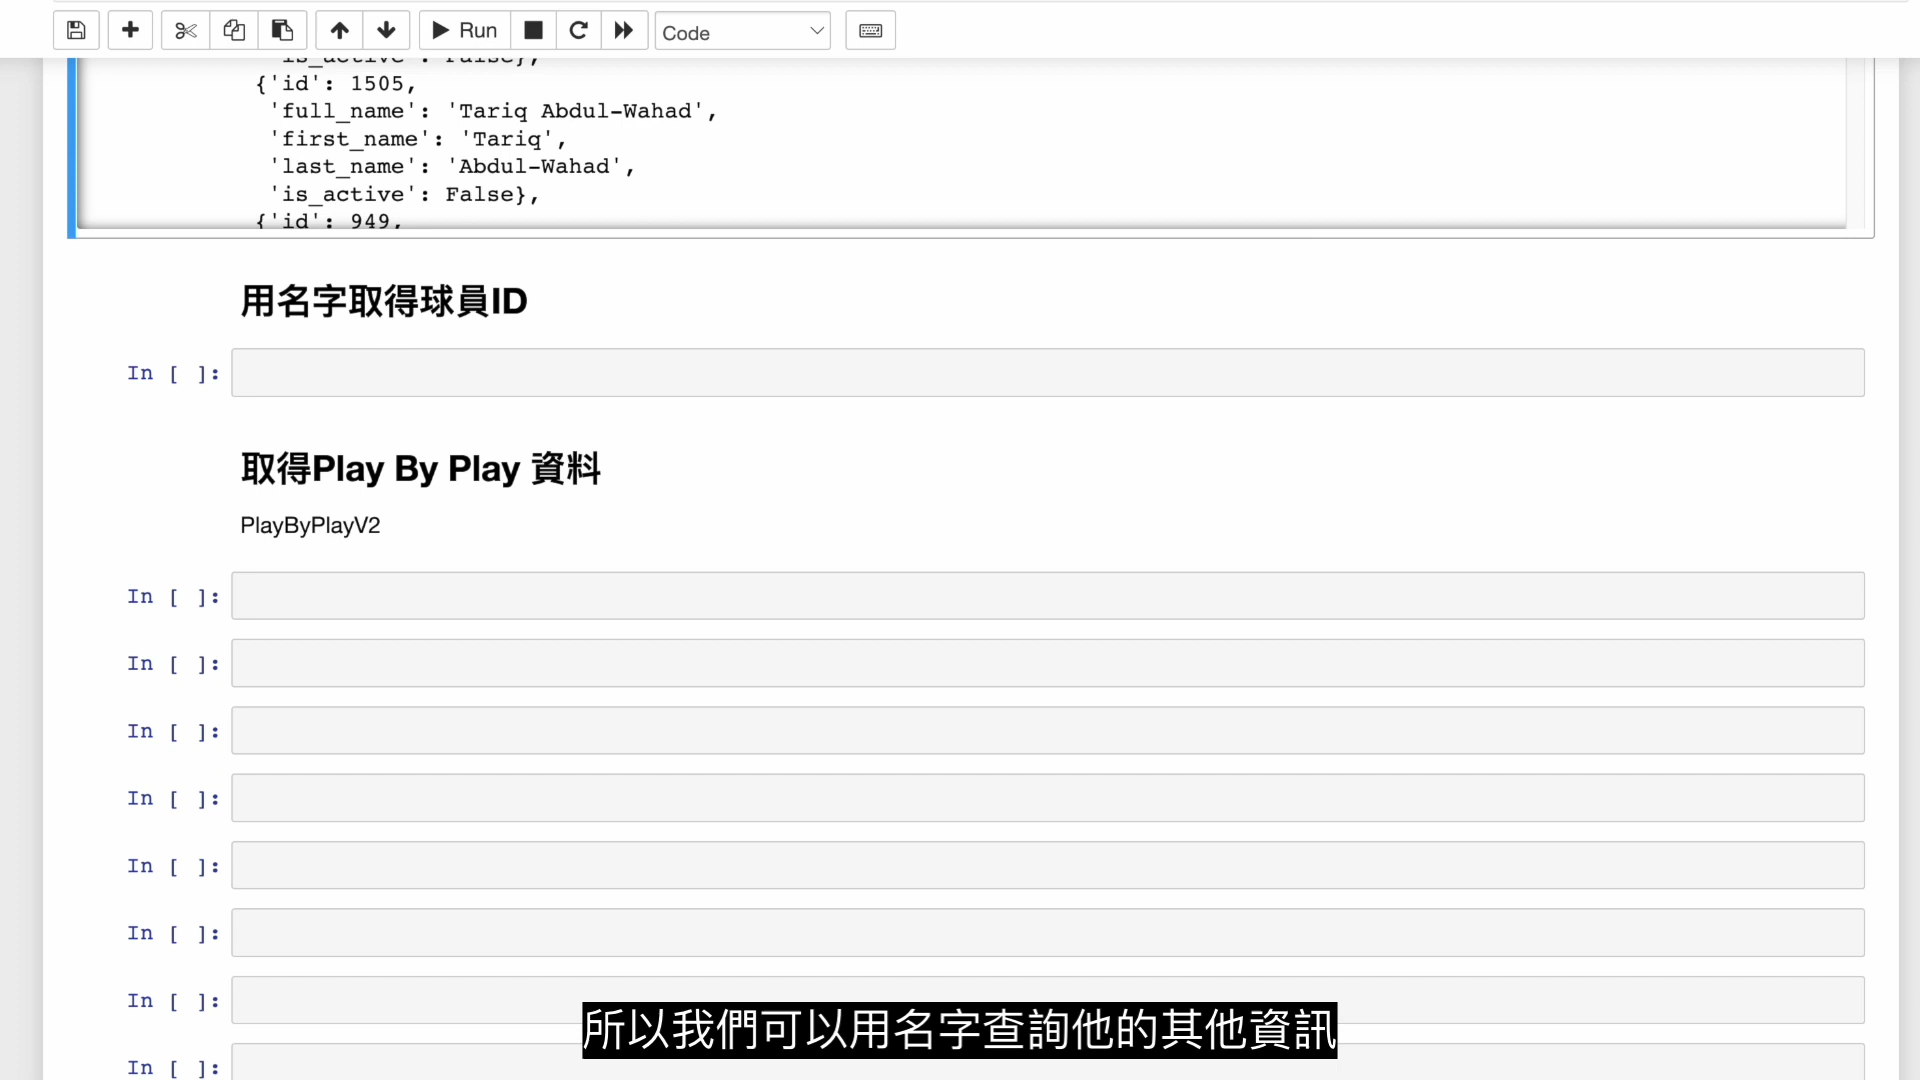 Run
Code
'is_active': False},
{'id': 1505,
'full_name': 'Tariq Abdul-Wahad',
'first_name': 'Tariq',
'last_name': 'Abdul-Wahad',
'is_active': False},
{'id': 949,
用名字取得球員ID
In [ ]:
取得Play By Play 資料
PlayByPlayV2
In [ ]:
In [ ]:
In [ ]:
In [ ]:
In [ ]:
In [ ]:
In [ ]:
所以我們可以用名字查詢他的其他資訊
In [ ]: